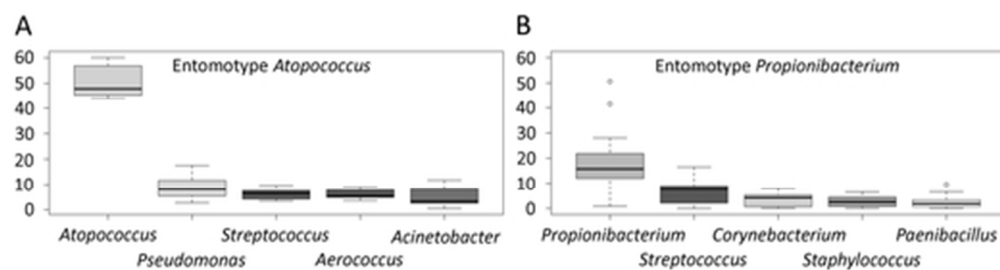 A
Entomotype Atopococcus
60
50
40
30
20
10
0
Atopococcus
Pseudomonas
Streptococcus
Aerococcus
Acinetobacter
B
Entomotype Propionibacterium
60
50
40
30
20
10
0
Propionibacterium
Streptococcus
Corynebacterium
Staphylococcus
Paenibacillus